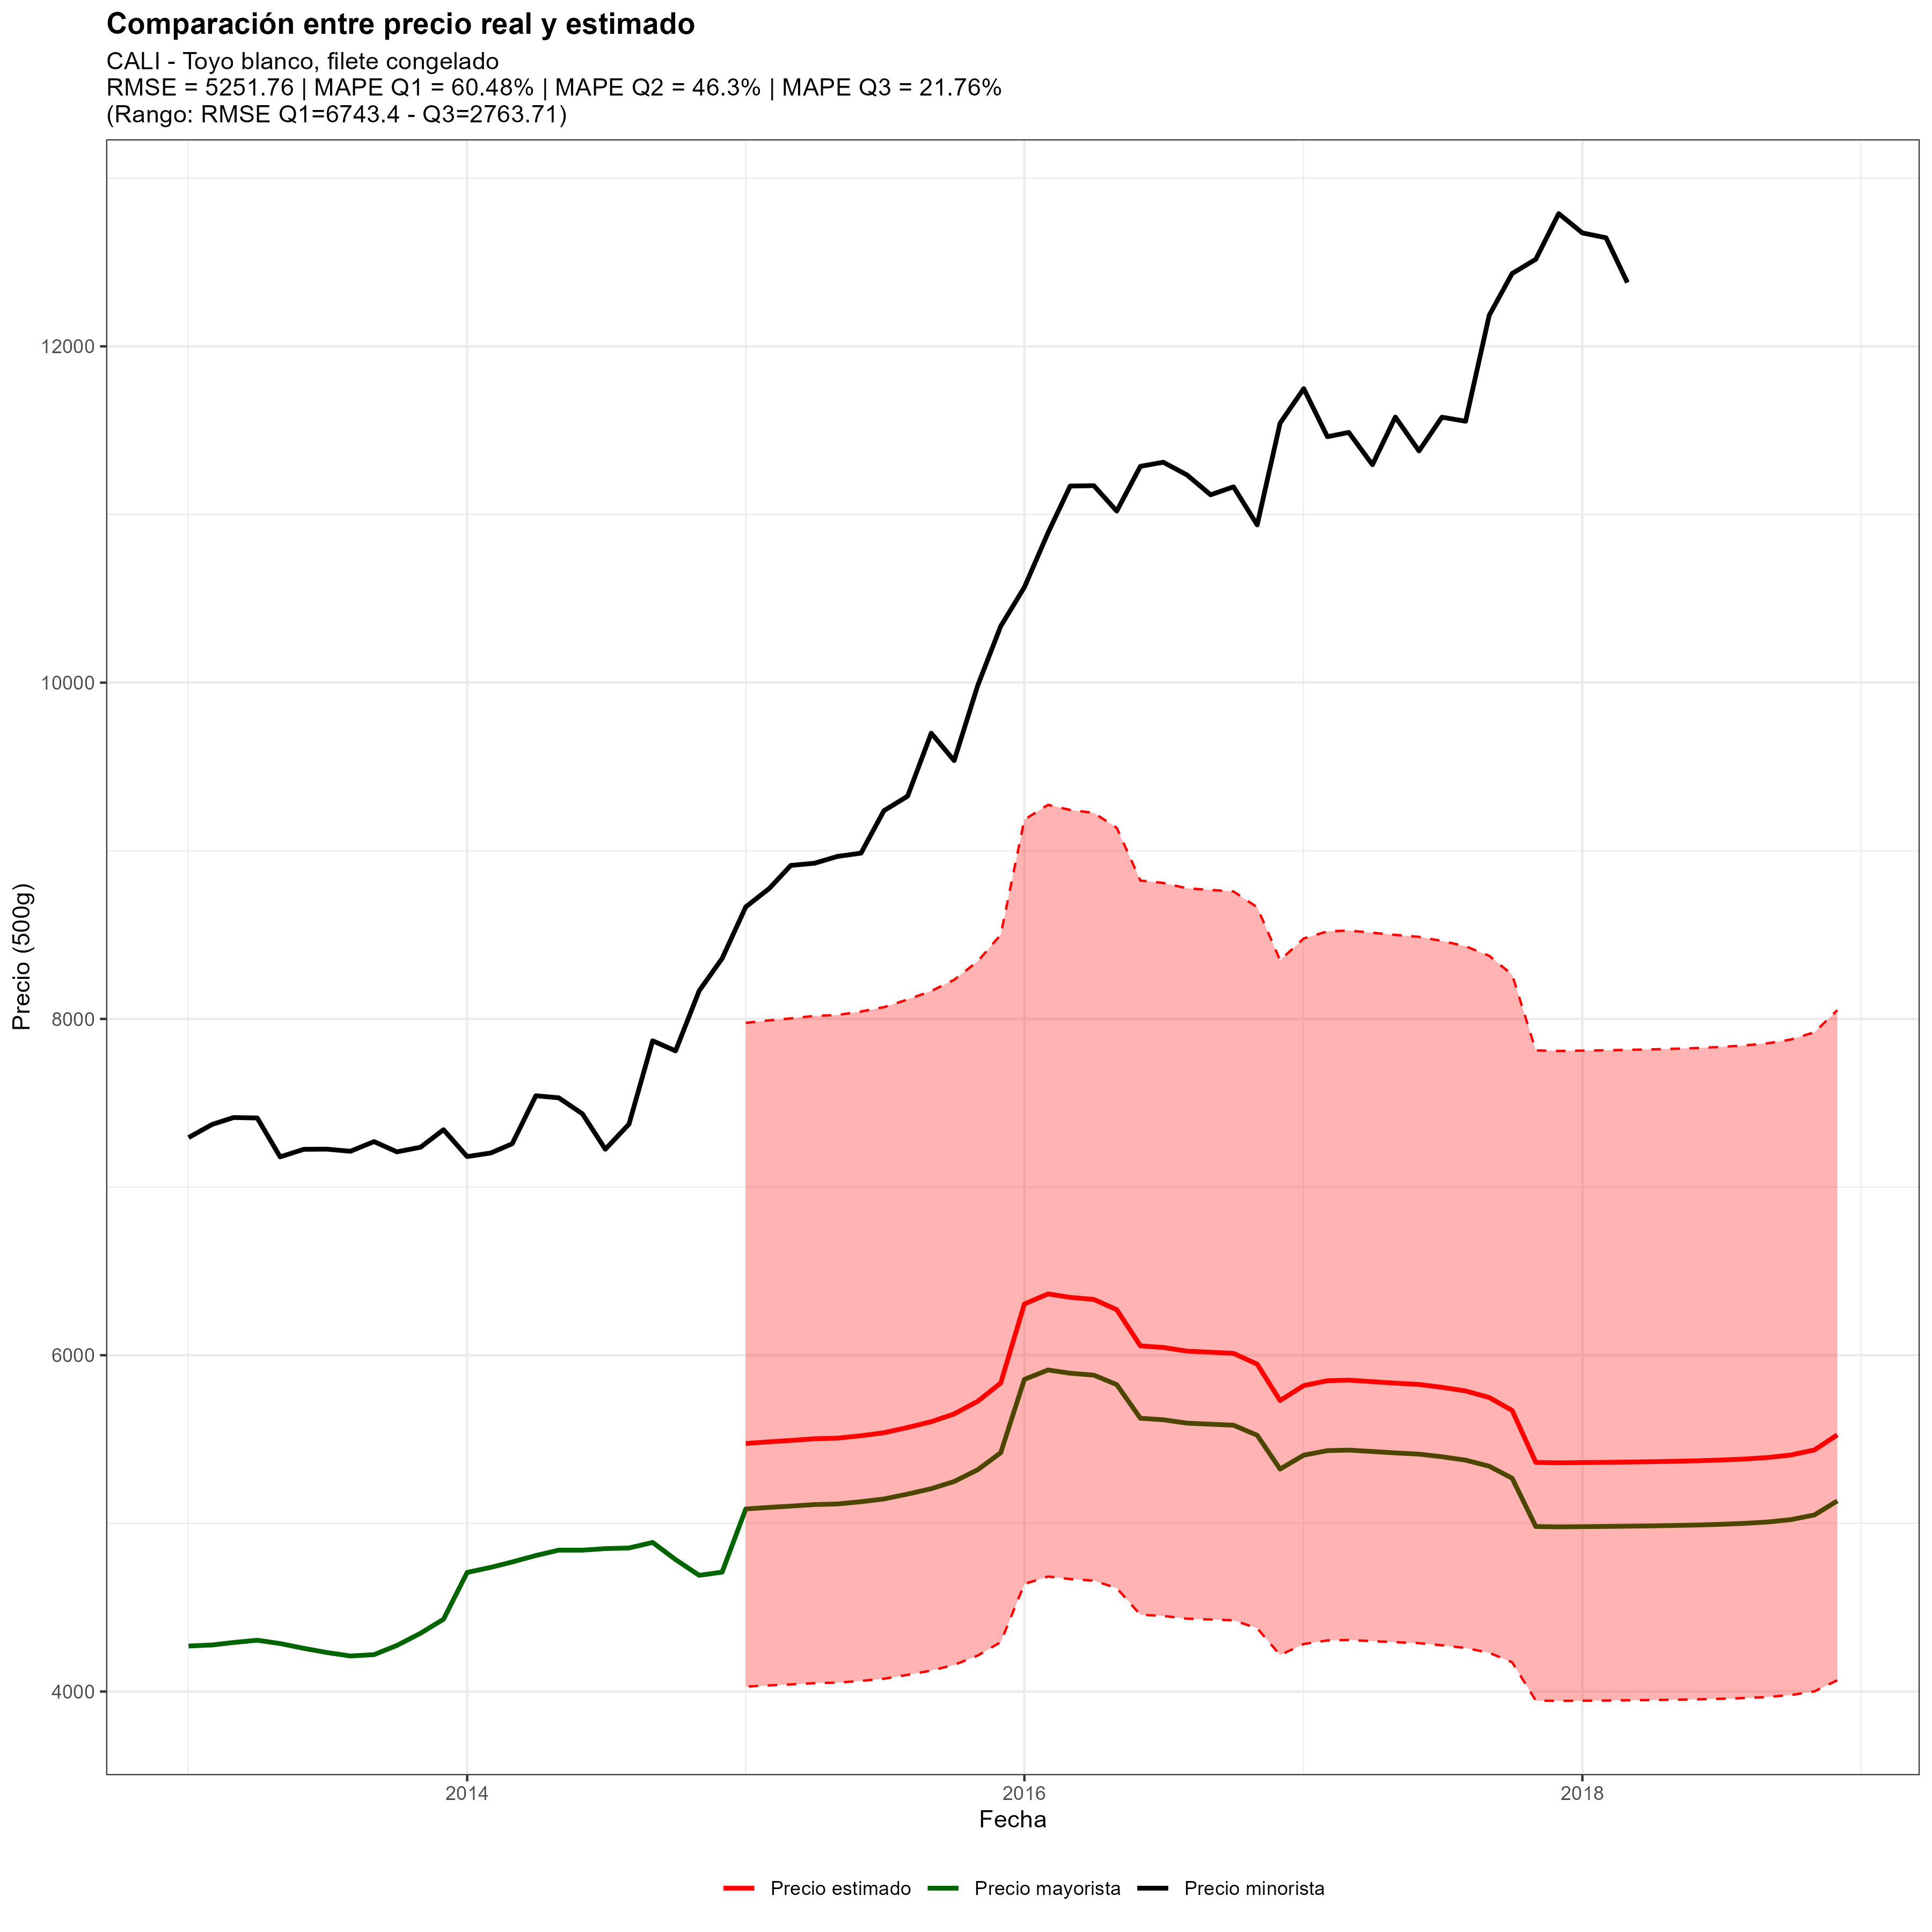 Comparación entre precio real y estimado
CALI - Toyo blanco, filete congelado
RMSE = 5251.76 | MAPE Q1 = 60.48% | MAPE Q2 = 46.3% | MAPE Q3 = 21.76%
(Rango: RMSE Q1=6743.4 - Q3=2763.71)
Precio (500g)
12000
10000
8000
6000
4000
2014
2016
2018
Fecha
Precio estimado
Precio mayorista
Precio minorista